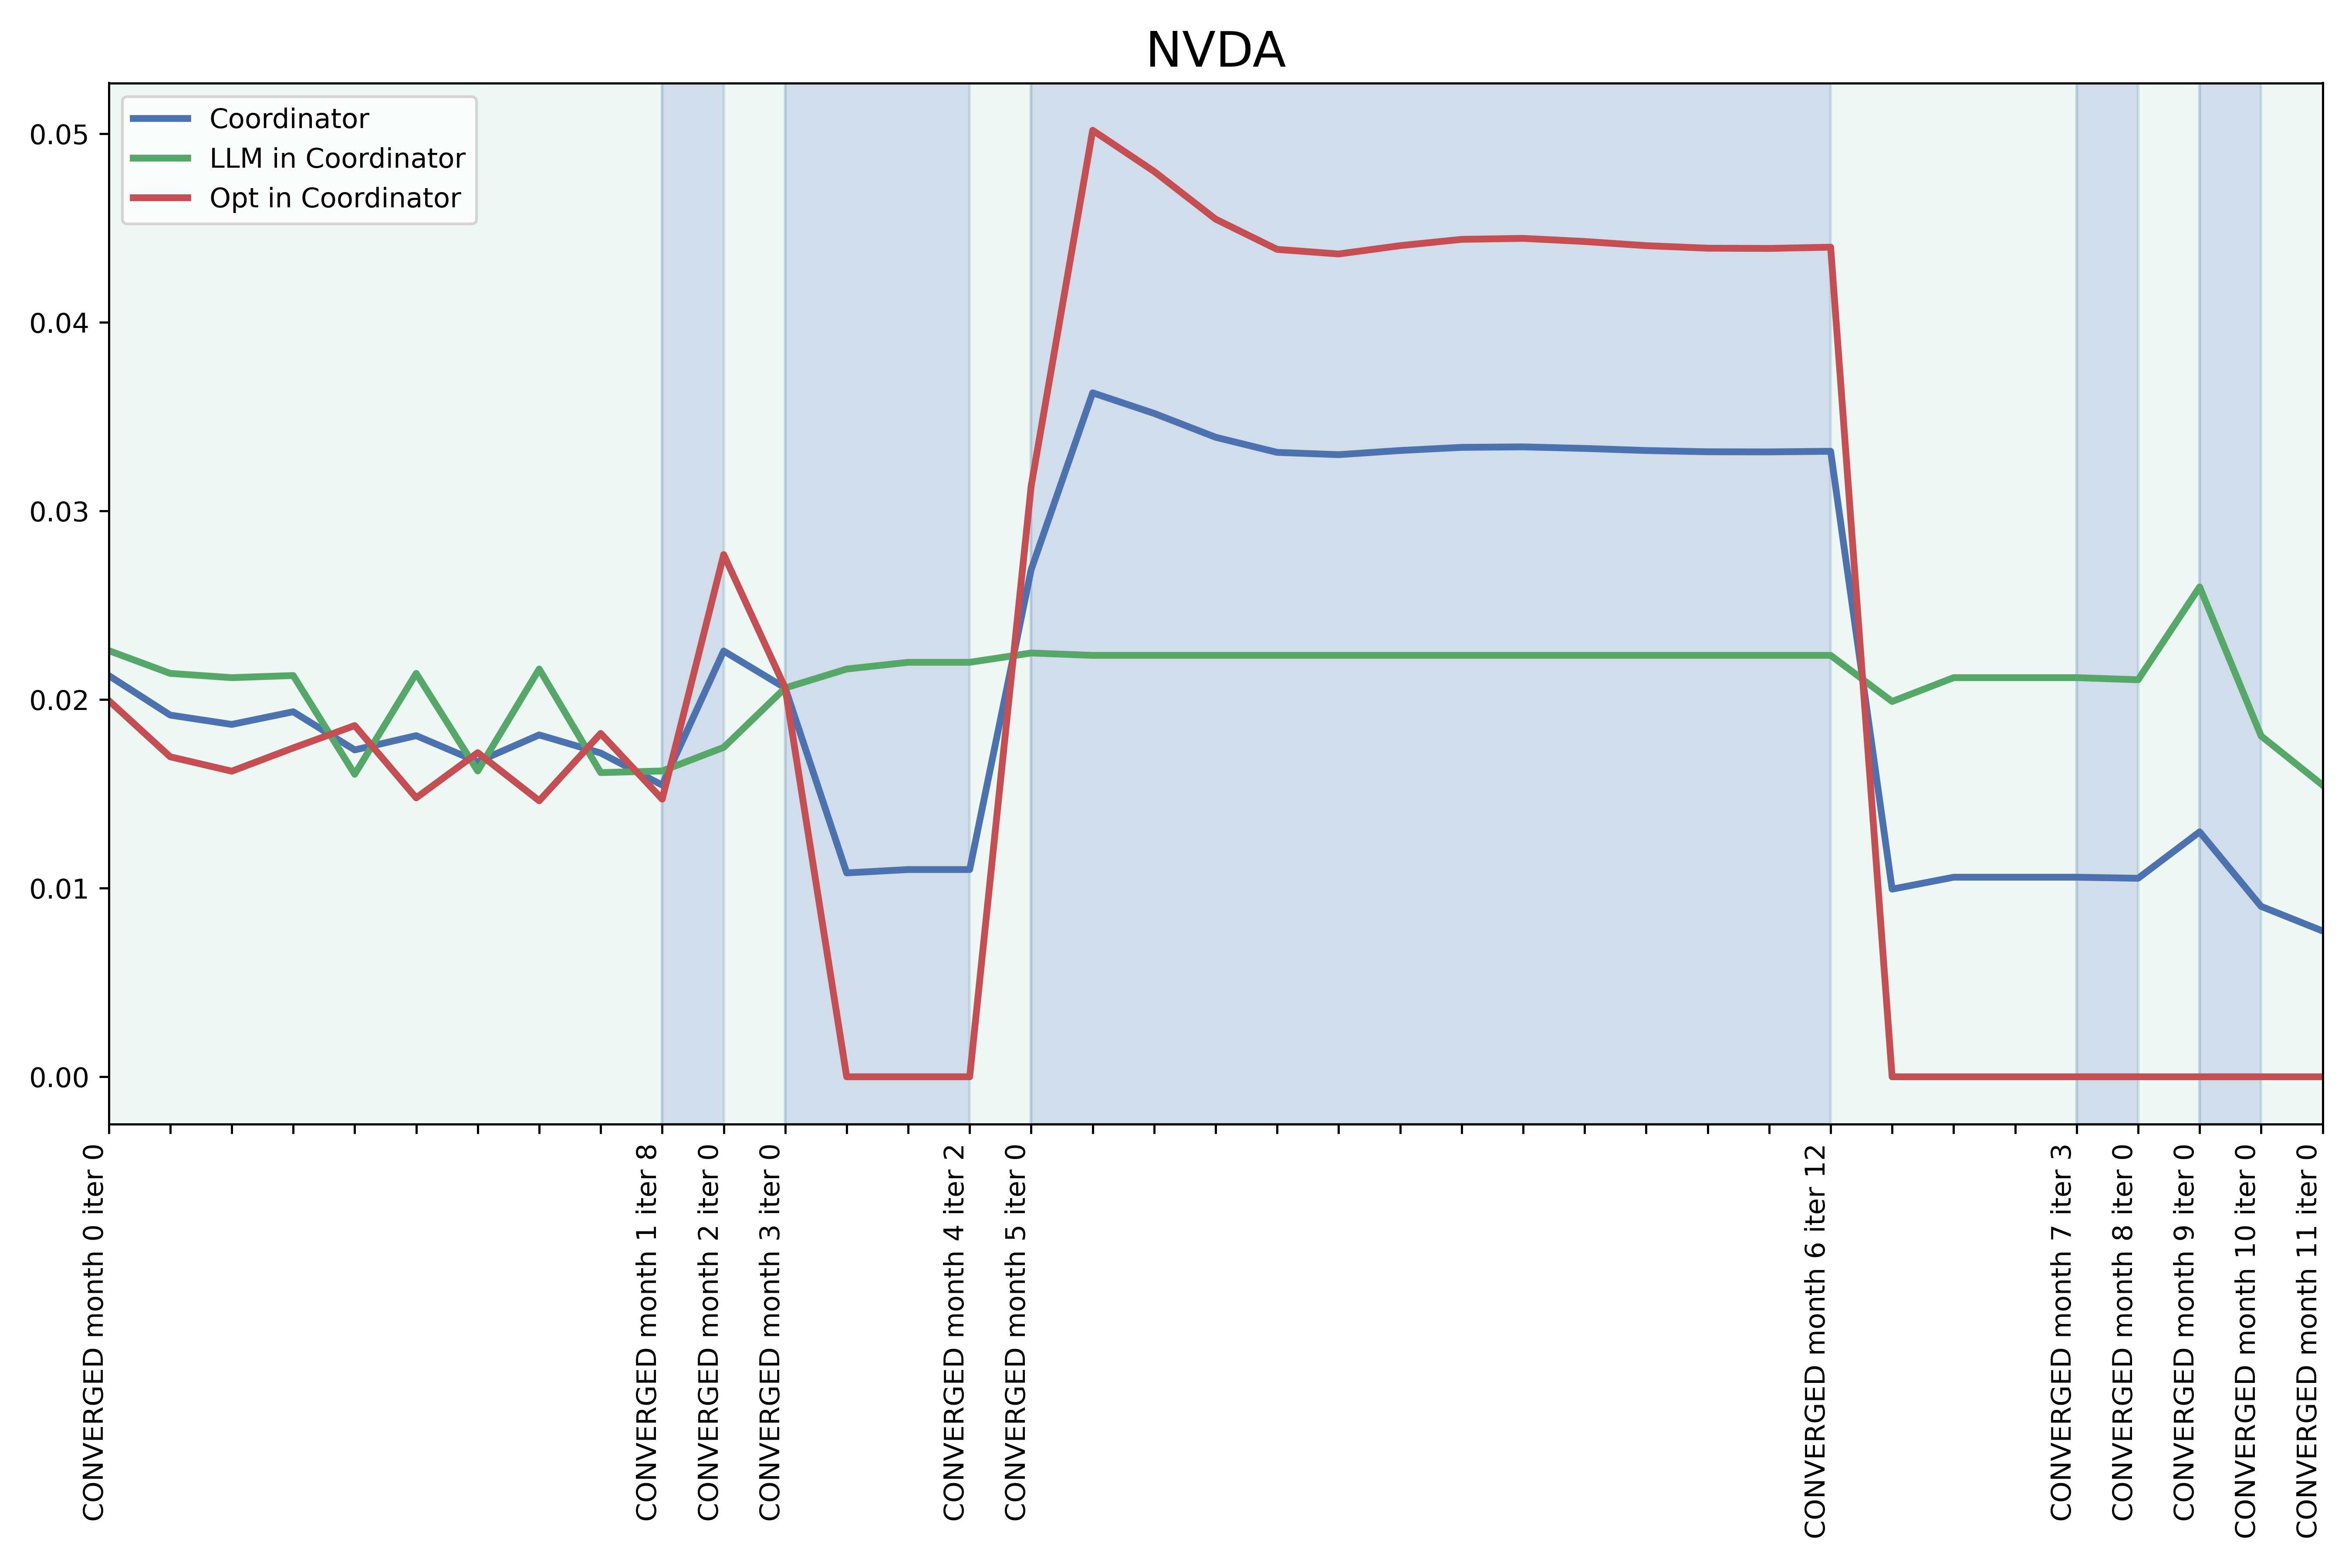 NVDA
Coordinator
LLM in Coordinator
Opt in Coordinator
0.05
0.04
0.03
0.02
0.01
0.00
CONVERGED month 0 iter 0
CONVERGED month 1 iter 8
CONVERGED month 2 iter 0
CONVERGED month 3 iter 0
CONVERGED month 4 iter 2
CONVERGED month 5 iter 0
CONVERGED month 6 iter 12
CONVERGED month 7 iter 3
CONVERGED month 8 iter 0
CONVERGED month 9 iter 0
CONVERGED month 10 iter 0
CONVERGED month 11 iter 0